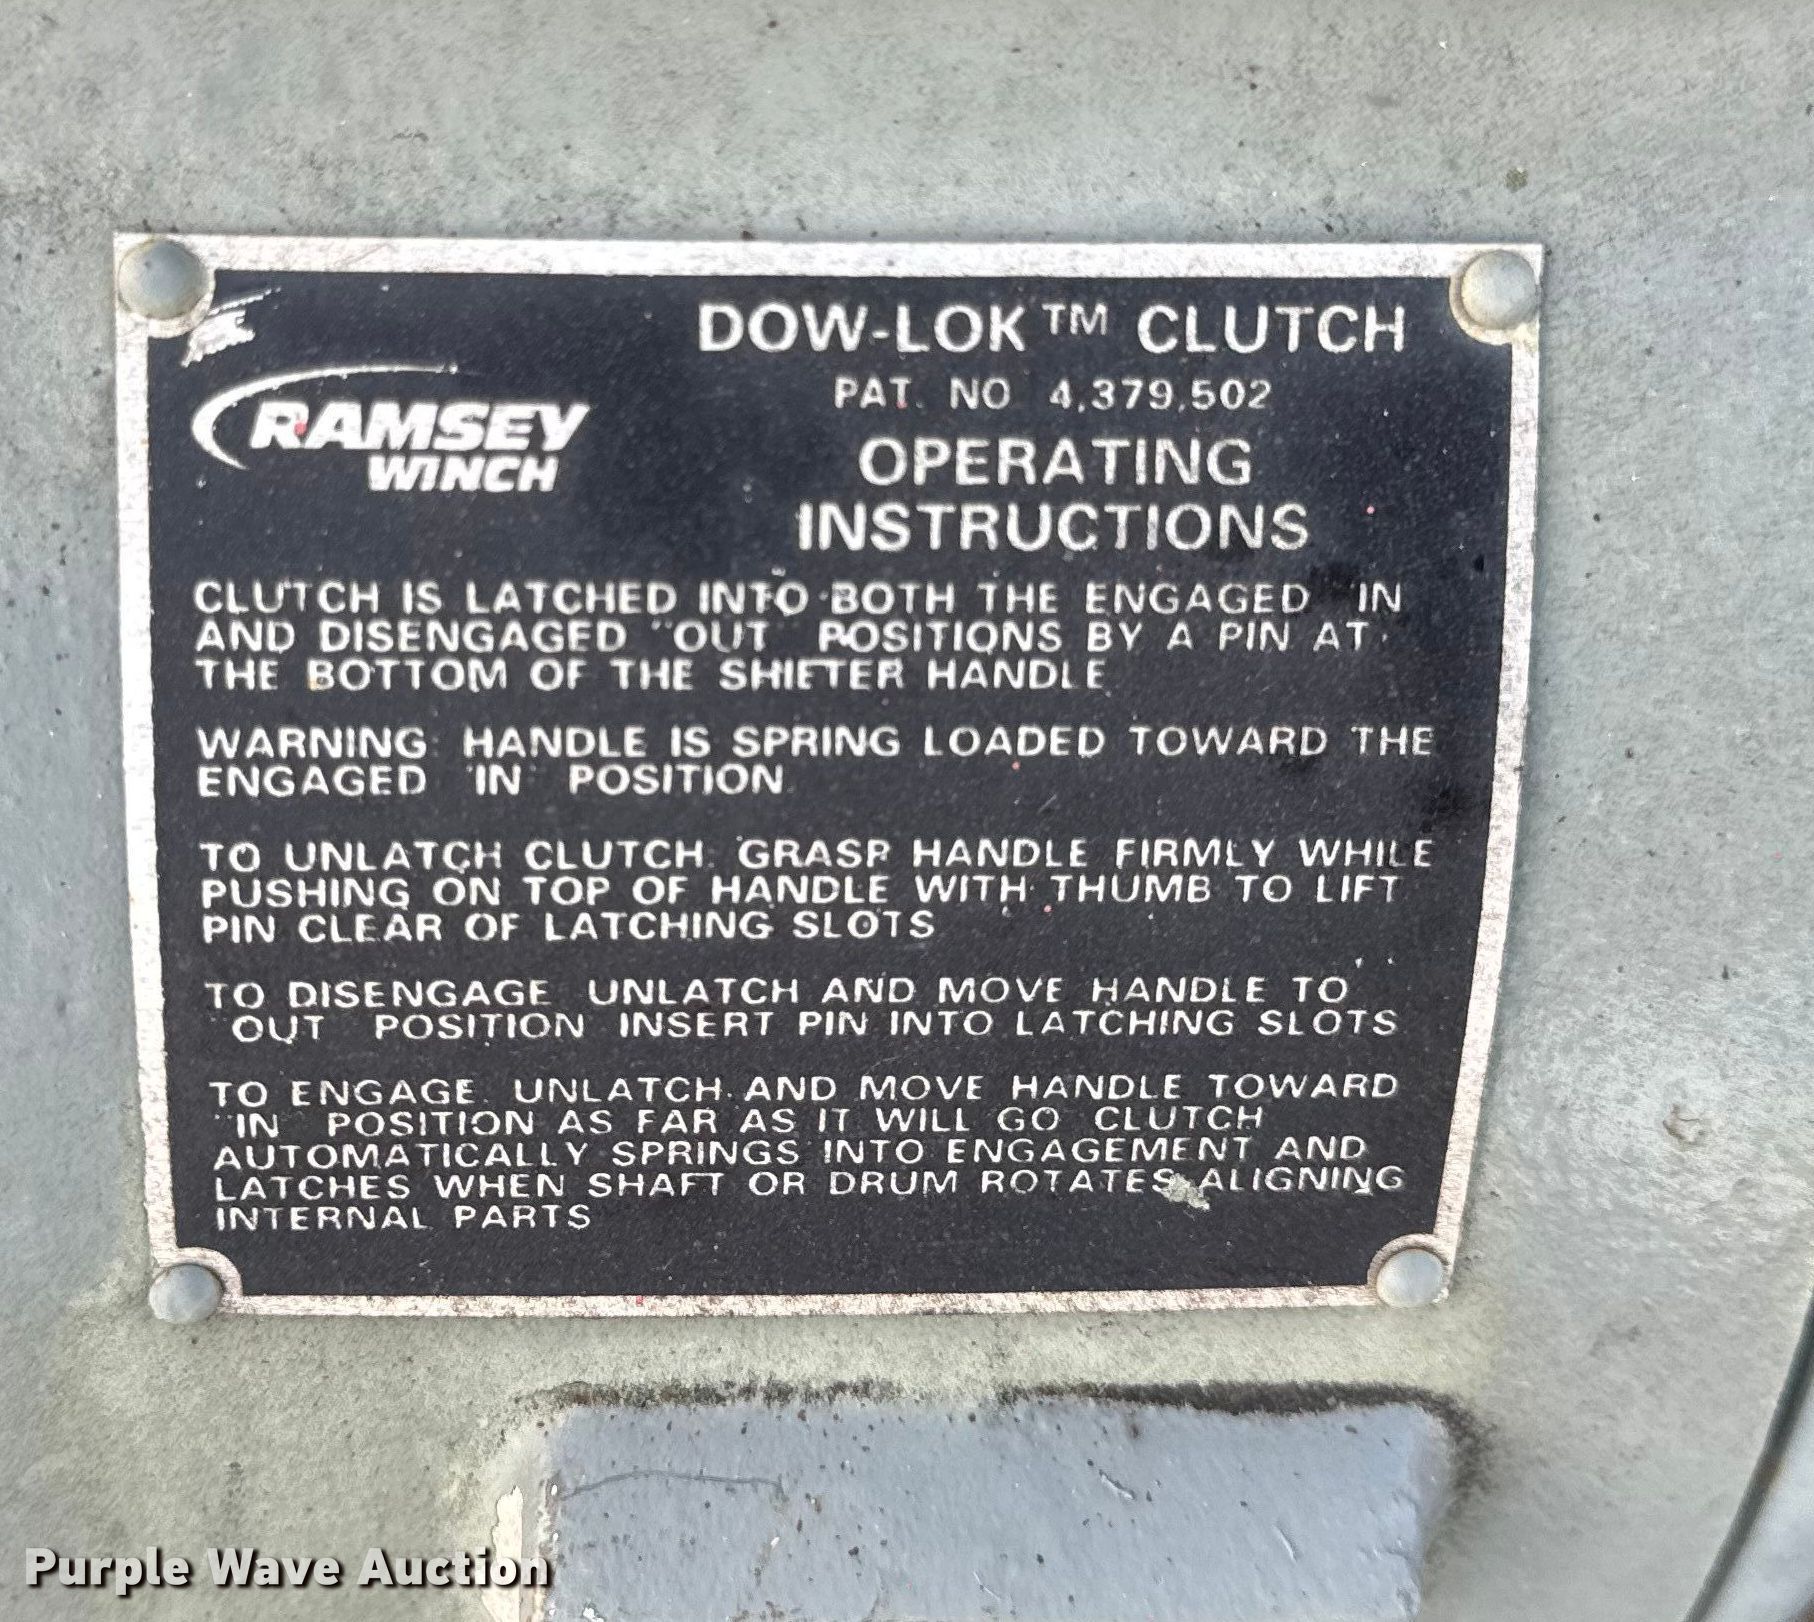 DOW-LOK™ CLUTCH
PAT. NO 4,379,502
RAMSEY
WINCH
OPERATING
INSTRUCTIONS
CLUTCH IS LATCHED INTO BOTH THE ENGAGED "IN
AND DISENGAGED "OUT" POSITIONS BY A PIN AT
THE BOTTOM OF THE SHIFTER HANDLE
WARNING: HANDLE IS SPRING LOADED TOWARD THE
ENGAGED "IN" POSITION.
TO UNLATCH CLUTCH: GRASP HANDLE FIRMLY WHILE
PUSHING ON TOP OF HANDLE WITH THUMB TO LIFT
PIN CLEAR OF LATCHING SLOTS
TO DISENGAGE UNLATCH AND MOVE HANDLE TO
"OUT" POSITION INSERT PIN INTO LATCHING SLOTS
TO ENGAGE. UNLATCH AND MOVE HANDLE TOWARD
"IN" POSITION AS FAR AS IT WILL GO CLUTCH
AUTOMATICALLY SPRINGS INTO ENGAGEMENT AND
LATCHES WHEN SHAFT OR DRUM ROTATES ALIGNING
INTERNAL PARTS
Purple Wave Auction